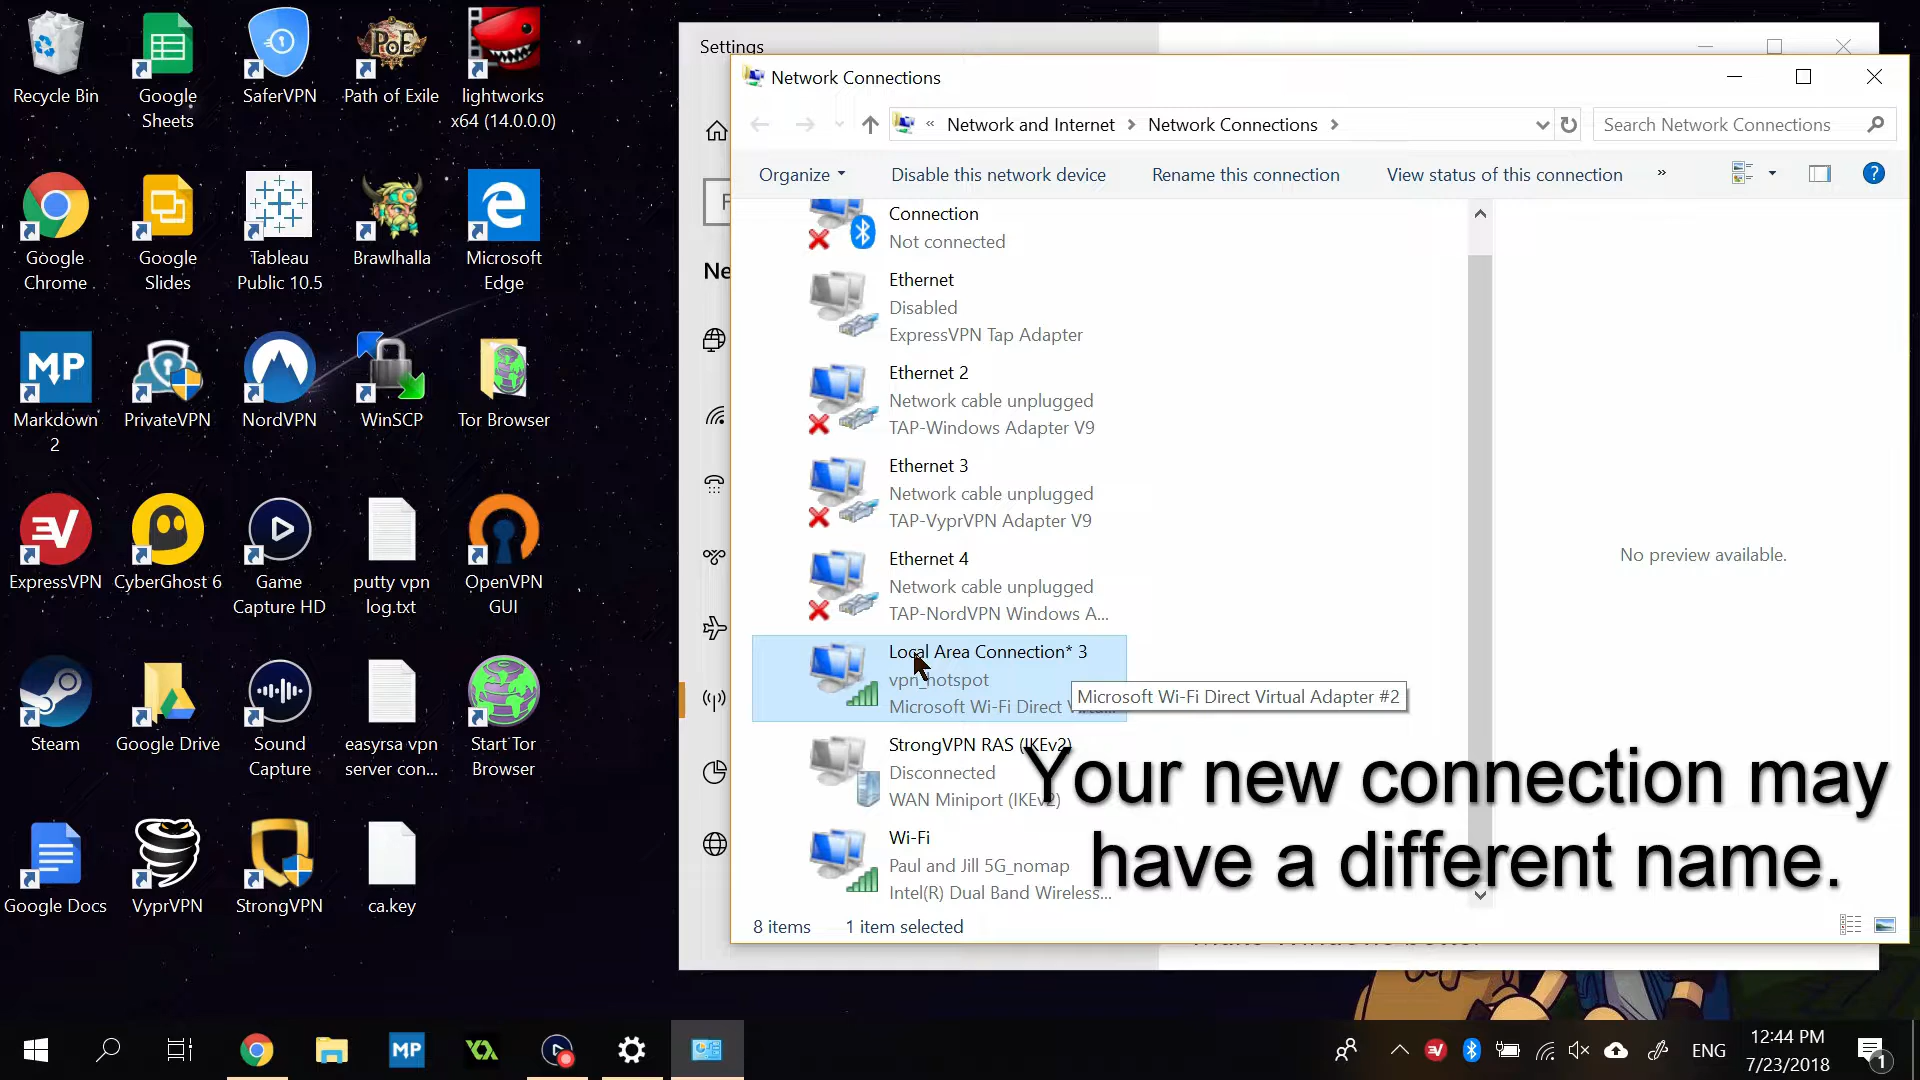 Recycle Bin
Google
Sheets
SaferVPN
Path of Exile
lightworks
x64 (14.0.0.0)
Google
Chrome
Google
Slides
Tableau
Public 10.5
Brawlhalla
Microsoft
Edge
MP
Markdown
2
PrivateVPN
NordVPN
WinSCP
Tor Browser
ExpressVPN
CyberGhost 6
Game
Capture HD
putty vpn
log.txt
OpenVPN
GUI
Steam
Google Drive
Sound
Capture
easyrsa vpn
server con...
Start Tor
Browser
Google Docs
VyprVPN
StrongVPN
ca.key
PoE
Settings
Ne
Network Connections
« Network and Internet > Network Connections >
Search Network Connections
Organize
Disable this network device
Rename this connection
View status of this connection
»
?
Connection
Not connected
Ethernet
Disabled
ExpressVPN Tap Adapter
Ethernet 2
Network cable unplugged
TAP-Windows Adapter V9
Ethernet 3
Network cable unplugged
TAP-VyprVPN Adapter V9
Ethernet 4
Network cable unplugged
TAP-NordVPN Windows A...
Local Area Connection* 3
vpn_hotspot
Microsoft Wi-Fi Direct
Microsoft Wi-Fi Direct Virtual Adapter #2
StrongVPN RAS (IKEv2)
Disconnected
WAN Miniport (IKEv2)
Wi-Fi
Paul and Jill 5G_nomap
Intel(R) Dual Band Wireless...
No preview available.
Your new connection may
have a different name.
8 items
1 item selected
MP
ENG
12:44 PM
7/23/2018
1